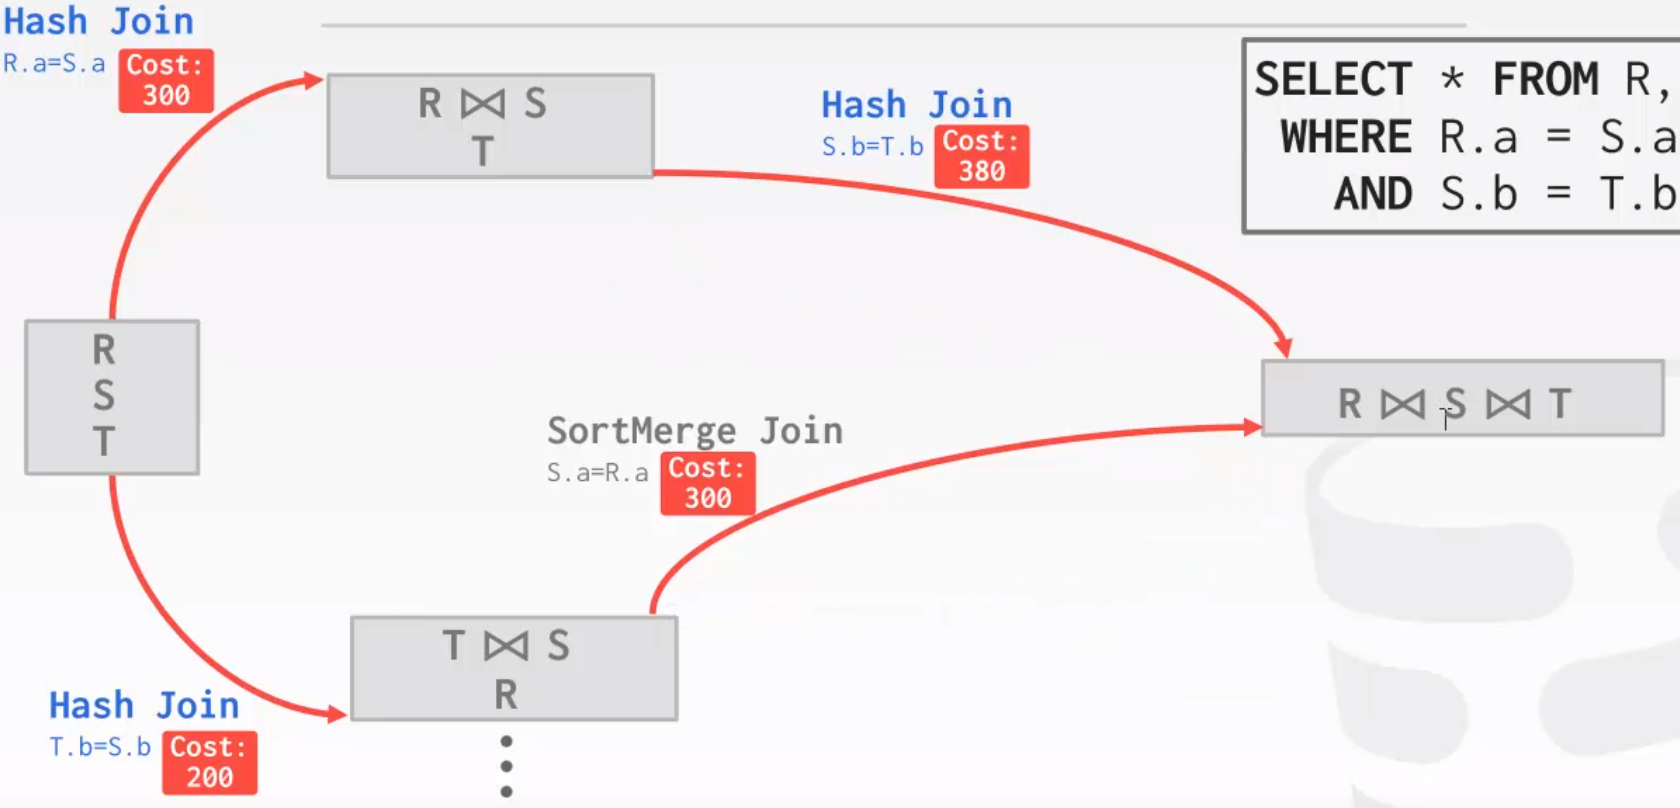 Hash Join
R.a=S.a
Cost:
300
R ⋈ S
T
Hash Join
S.b=T.b
Cost:
380
SELECT * FROM R,
WHERE R.a = S.a
AND S.b = T.b
R
S
T
R ⋈ S ⋈ T
SortMerge Join
S.a=R.a
Cost:
300
T ⋈ S
R
Hash Join
T.b=S.b
Cost:
200